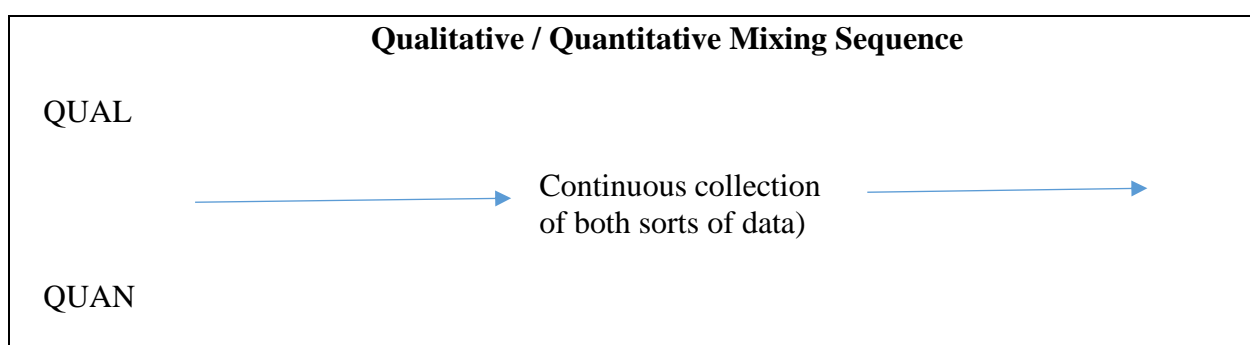 Qualitative / Quantitative Mixing Sequence
QUAL
Continuous collection
of both sorts of data)
QUAN